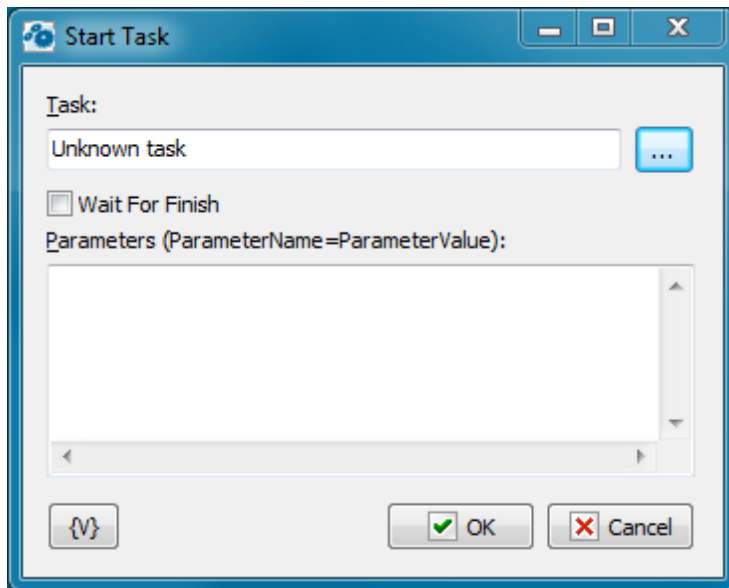 Start Task
Task:
Unknown task
...
Wait For Finish
Parameters (ParameterName=ParameterValue):
{V}
OK
Cancel